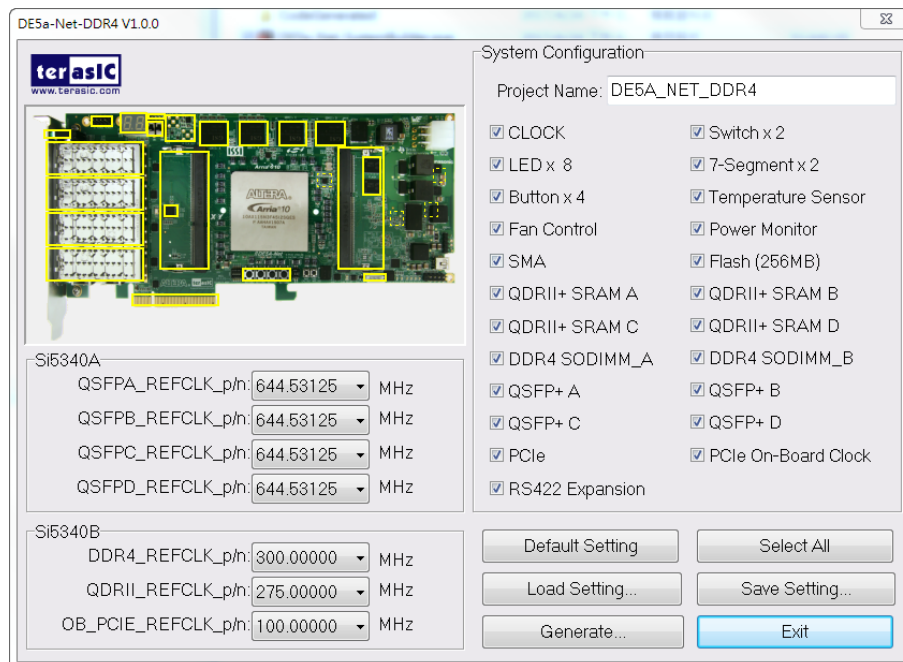 DE5a-Net-DDR4 V1.0.0
terasIC
www.terasic.com
ALTERA
Arria 10
System Configuration
Project Name: DE5A_NET_DDR4
CLOCK
Switch x 2
LED x 8
7-Segment x 2
Button x 4
Temperature Sensor
Fan Control
Power Monitor
SMA
Flash (256MB)
QDRII+ SRAM A
QDRII+ SRAM B
QDRII+ SRAM C
QDRII+ SRAM D
DDR4 SODIMM_A
DDR4 SODIMM_B
QSFP+ A
QSFP+ B
QSFP+ C
QSFP+ D
PCIe
PCIe On-Board Clock
RS422 Expansion
Si5340A
QSFPA_REFCLK_p/n: 644.53125 MHz
QSFPB_REFCLK_p/n: 644.53125 MHz
QSFPC_REFCLK_p/n: 644.53125 MHz
QSFPD_REFCLK_p/n: 644.53125 MHz
Si5340B
DDR4_REFCLK_p/n: 300.00000 MHz
QDRII_REFCLK_p/n: 275.00000 MHz
OB_PCIE_REFCLK_p/n: 100.00000 MHz
Default Setting
Select All
Load Setting...
Save Setting...
Generate...
Exit